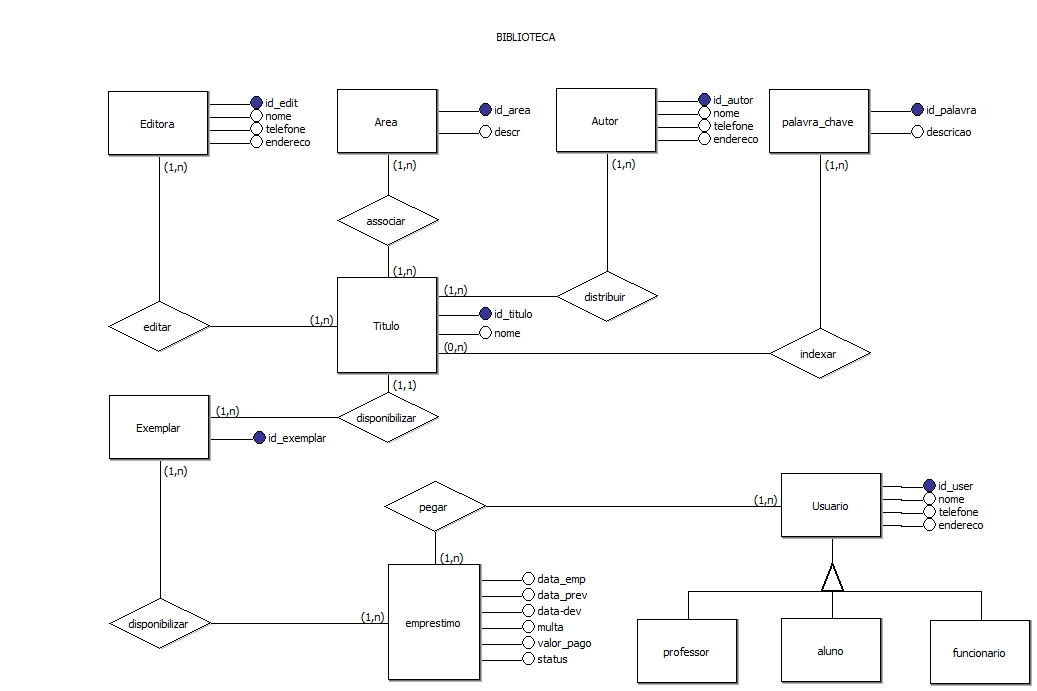 BIBLIOTECA
Editora
id_edit
nome
telefone
endereco
(1,n)
Area
id_area
descr
(1,n)
Autor
id_autor
nome
telefone
endereco
(1,n)
palavra_chave
id_palavra
descricao
(1,n)
associar
(1,n)
editar
(1,n)
Titulo
(1,n)
distribuir
id_titulo
nome
(0,n)
indexar
(1,1)
Exemplar
(1,n)
disponibilizar
id_exemplar
(1,n)
pegar
(1,n)
Usuario
id_user
nome
telefone
endereco
(1,n)
disponibilizar
(1,n)
emprestimo
data_emp
data_prev
data-dev
multa
valor_pago
status
professor
aluno
funcionario